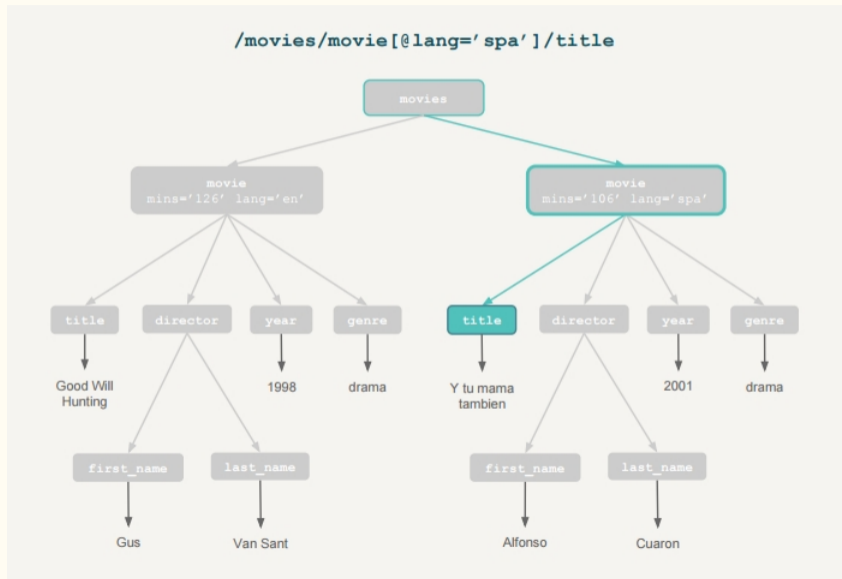 /movies/movie[@lang=’spa’]/title
movies
movie
mins=’126’ lang=’en’
movie
mins=’106’ lang=’spa’
title
director
year
genre
title
director
year
genre
Good Will
Hunting
1998
drama
Y tu mama
tambien
2001
drama
first_name
last_name
first_name
last_name
Gus
Van Sant
Alfonso
Cuaron